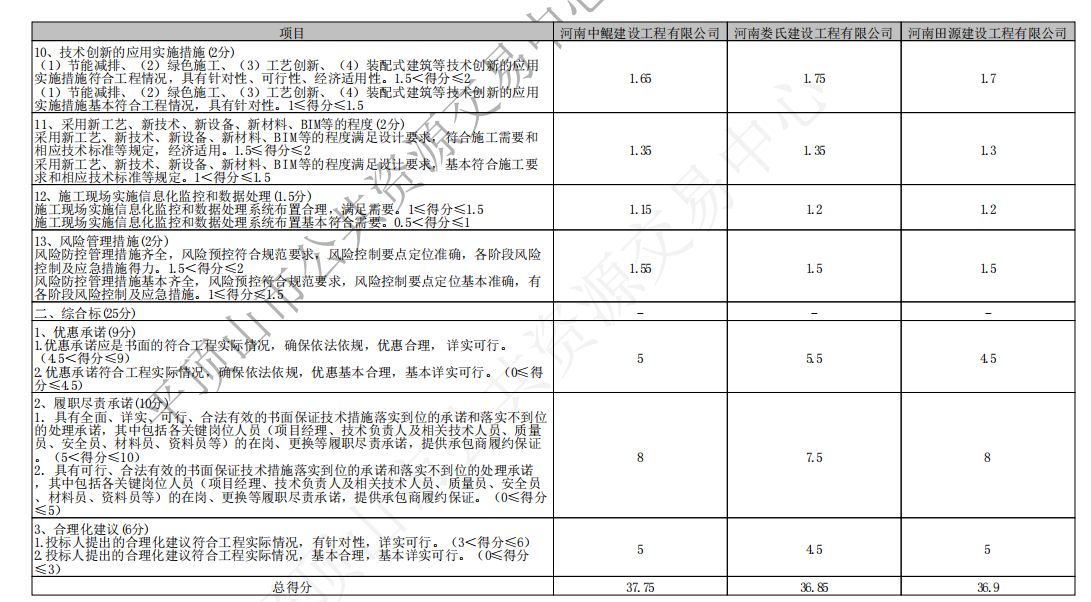 项目 河南中鲲建设工程有限公司 河南娄氏建设工程有限公司 河南田源建设工程有限公司
10、技术创新的应用实施措施(2分)
（1）节能减排、（2）绿色施工、（3）工艺创新、（4）装配式建筑等技术创新的应用
实施措施符合工程情况，具有针对性、可行性、经济适用性。1.5＜得分≤2
（1）节能减排、（2）绿色施工、（3）工艺创新、（4）装配式建筑等技术创新的应用
实施措施基本符合工程情况，具有针对性。1≤得分≤1.5
1.65 1.75 1.7
11、采用新工艺、新技术、新设备、新材料、BIM等的程度(2分)
采用新工艺、新技术、新设备、新材料、BIM等的程度满足设计要求，符合施工需要和
相应技术标准等规定，经济适用。1.5≤得分≤2
采用新工艺、新技术、新设备、新材料、BIM等的程度满足设计要求，基本符合施工要
求和相应技术标准等规定。1＜得分≤1.5
1.35 1.35 1.3
12、施工现场实施信息化监控和数据处理(1.5分)
施工现场实施信息化监控和数据处理系统布置合理，满足需要。1≤得分≤1.5
施工现场实施信息化监控和数据处理系统布置基本符合需要。0.5＜得分≤1
1.15 1.2 1.2
13、风险管理措施(2分)
风险防控管理措施齐全，风险预控符合规范要求，风险控制要点定位准确，各阶段风险
控制及应急措施得力。1.5＜得分≤2
风险防控管理措施基本齐全，风险预控符合规范要求，风险控制要点定位基本准确，有
各阶段风险控制及应急措施。1≤得分≤1.5
1.55 1.5 1.5
二、综合标(25分) – – –
1、优惠承诺(9分)
1.优惠承诺应是书面的符合工程实际情况，确保依法依规，优惠合理， 详实可行。
（4.5＜得分≤9）
2.优惠承诺符合工程实际情况，确保依法依规，优惠基本合理，基本详实可行。（0≤得
分≤4.5）
5 5.5 4.5
2、履职尽责承诺(10分)
1．具有全面、详实、可行、合法有效的书面保证技术措施落实到位的承诺和落实不到位
的处理承诺，其中包括各关键岗位人员（项目经理、技术负责人及相关技术人员、质量
员、安全员、材料员、资料员等）的在岗、更换等履职尽责承诺，提供承包商履约保证
。（5＜得分≤10）
2．具有可行、合法有效的书面保证技术措施落实到位的承诺和落实不到位的处理承诺
，其中包括各关键岗位人员（项目经理、技术负责人及相关技术人员、质量员、安全员
、材料员、资料员等）的在岗、更换等履职尽责承诺，提供承包商履约保证。（0≤得分
≤5）
8 7.5 8
3、合理化建议(6分)
1.投标人提出的合理化建议符合工程实际情况，有针对性，详实可行。（3＜得分≤6）
2.投标人提出的合理化建议符合工程实际情况，基本合理，基本详实可行。（0≤得分
≤3）
5 4.5 5
总得分 37.75 36.85 36.9
平顶山市公共资源交易中心
共资源交易中心
平顶山